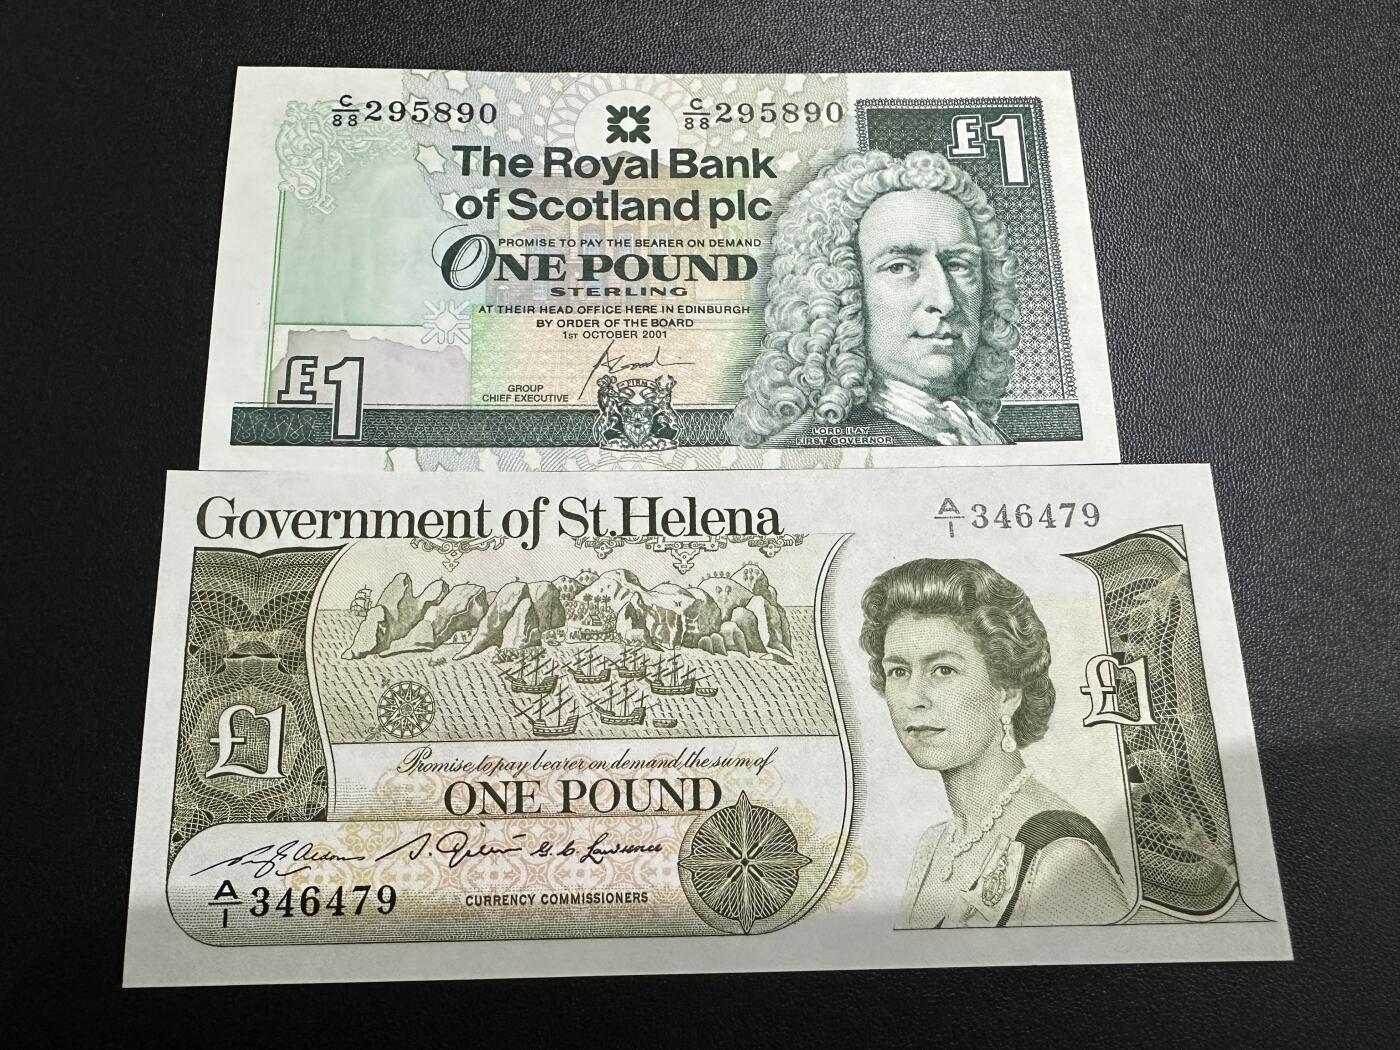 C/88 295890 C/88 295890
£1
The Royal Bank
of Scotland plc
PROMISE TO PAY THE BEARER ON DEMAND
ONE POUND
STERLING
AT THEIR HEAD OFFICE HERE IN EDINBURGH
BY ORDER OF THE BOARD
1ST OCTOBER 2001
GROUP
CHIEF EXECUTIVE
£1
FIRM
LORD ILAY
FIRST GOVERNOR
Government of St.Helena
A/1 346479
£1
£1
Promise to pay bearer on demand the sum of
ONE POUND
G. C. Lawrence
A/1 346479
CURRENCY COMMISSIONERS